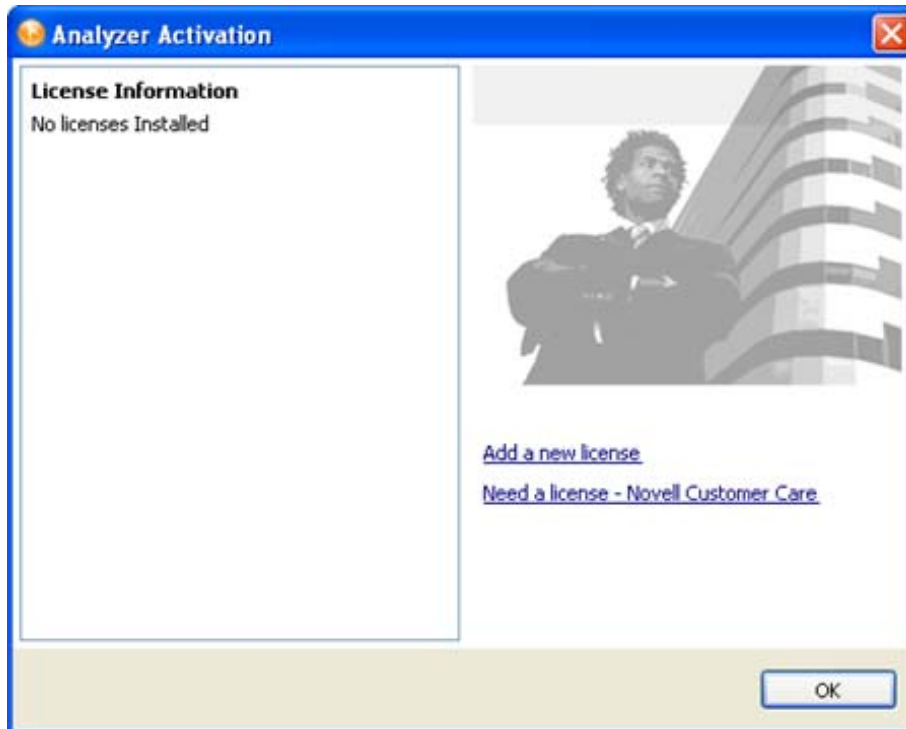 Analyzer Activation
License Information
No licenses Installed
Add a new license
Need a license - Novell Customer Care
OK